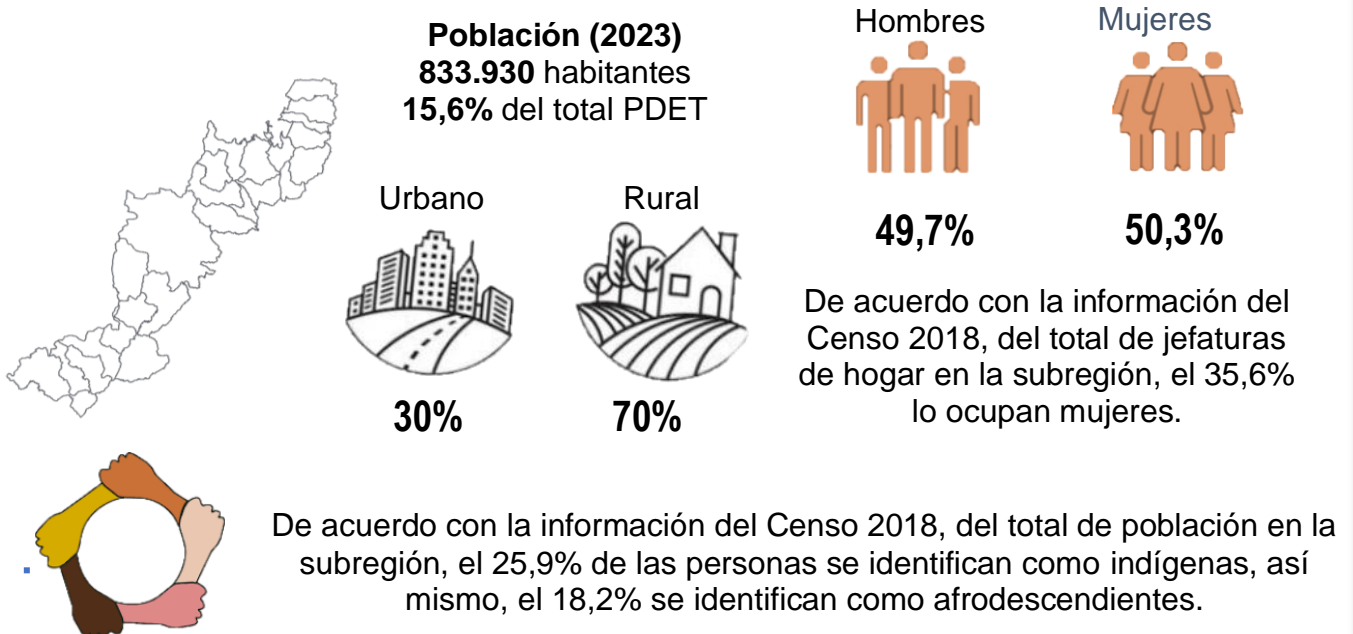 Población (2023)
833.930 habitantes
15,6% del total PDET
Hombres
Mujeres
Urbano
Rural
49,7%
50,3%
30%
70%
De acuerdo con la información del
Censo 2018, del total de jefaturas
de hogar en la subregión, el 35,6%
lo ocupan mujeres.
De acuerdo con la información del Censo 2018, del total de población en la
subregión, el 25,9% de las personas se identifican como indígenas, así
mismo, el 18,2% se identifican como afrodescendientes.